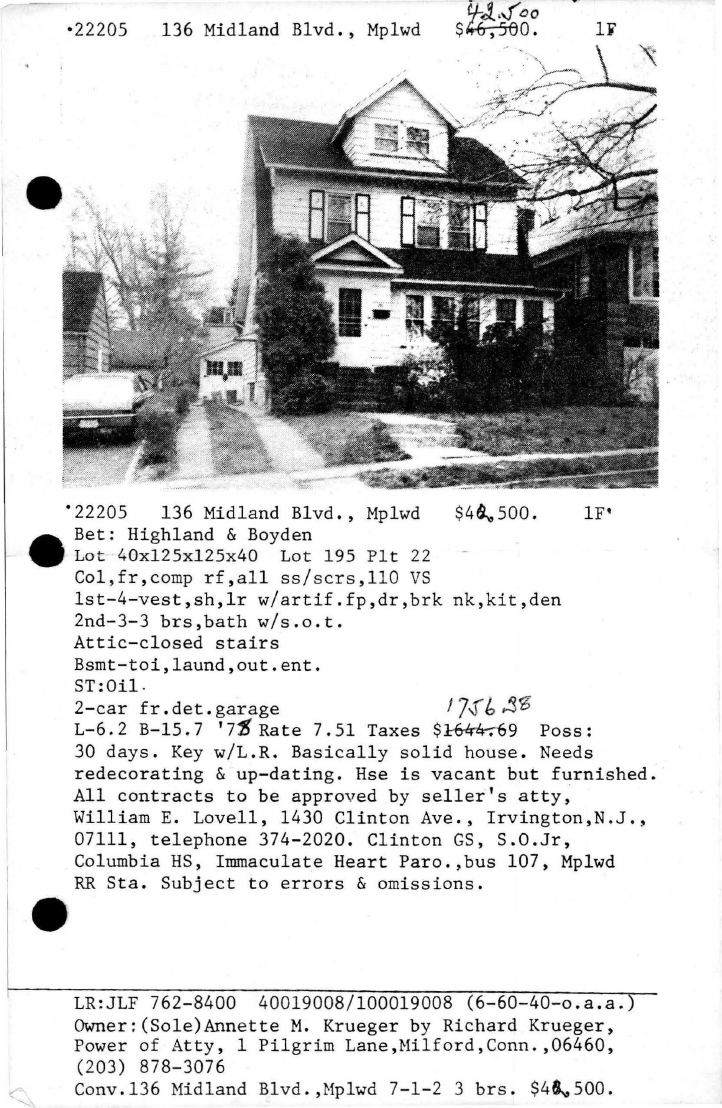 42.500
•22205 136 Midland Blvd., Mplwd $46,500. 1F
•22205 136 Midland Blvd., Mplwd $42,500. 1F•
Bet: Highland & Boyden
Lot 40x125x125x40 Lot 195 Plt 22
Col,fr,comp rf,all ss/scrs,110 VS
1st-4-vest,sh,lr w/artif.fp,dr,brk nk,kit,den
2nd-3-3 brs,bath w/s.o.t.
Attic-closed stairs
Bsmt-toi,laund,out.ent.
ST:Oil.
2-car fr.det.garage 1756 38
L-6.2 B-15.7 '78 Rate 7.51 Taxes $1644.69 Poss:
30 days. Key w/L.R. Basically solid house. Needs
redecorating & up-dating. Hse is vacant but furnished.
All contracts to be approved by seller's atty,
William E. Lovell, 1430 Clinton Ave., Irvington,N.J.,
07111, telephone 374-2020. Clinton GS, S.O.Jr,
Columbia HS, Immaculate Heart Paro.,bus 107, Mplwd
RR Sta. Subject to errors & omissions.
LR:JLF 762-8400 40019008/100019008 (6-60-40-o.a.a.)
Owner:(Sole)Annette M. Krueger by Richard Krueger,
Power of Atty, 1 Pilgrim Lane,Milford,Conn.,06460,
(203) 878-3076
Conv.136 Midland Blvd.,Mplwd 7-1-2 3 brs. $42,500.